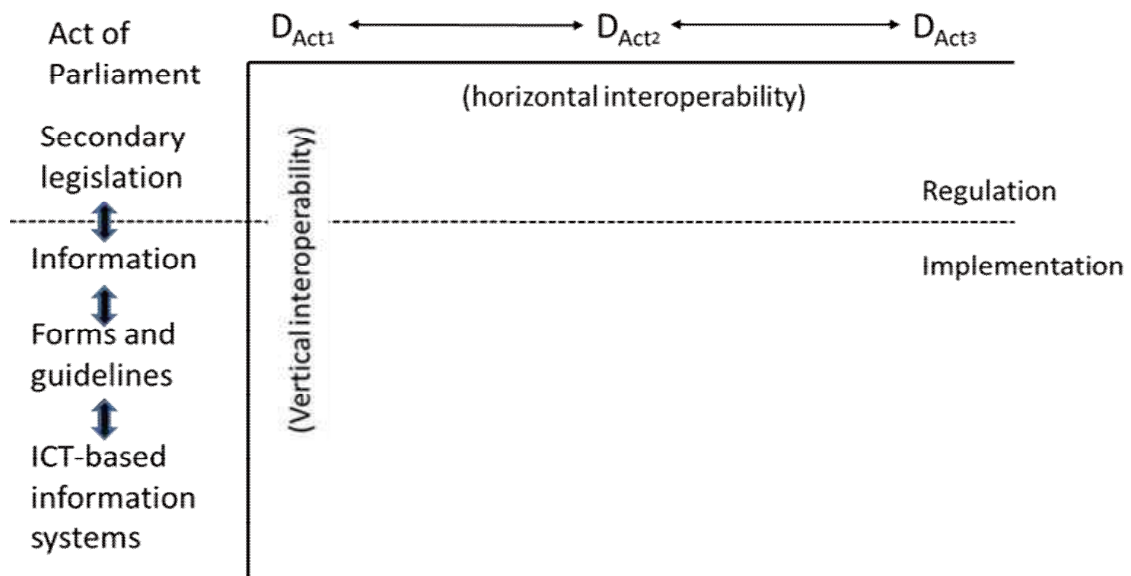 Act of
Parliament
D_Act1 D_Act2 D_Act3
(horizontal interoperability)
Secondary
legislation
(Vertical interoperability)
Regulation
Information
Implementation
Forms and
guidelines
ICT-based
information
systems